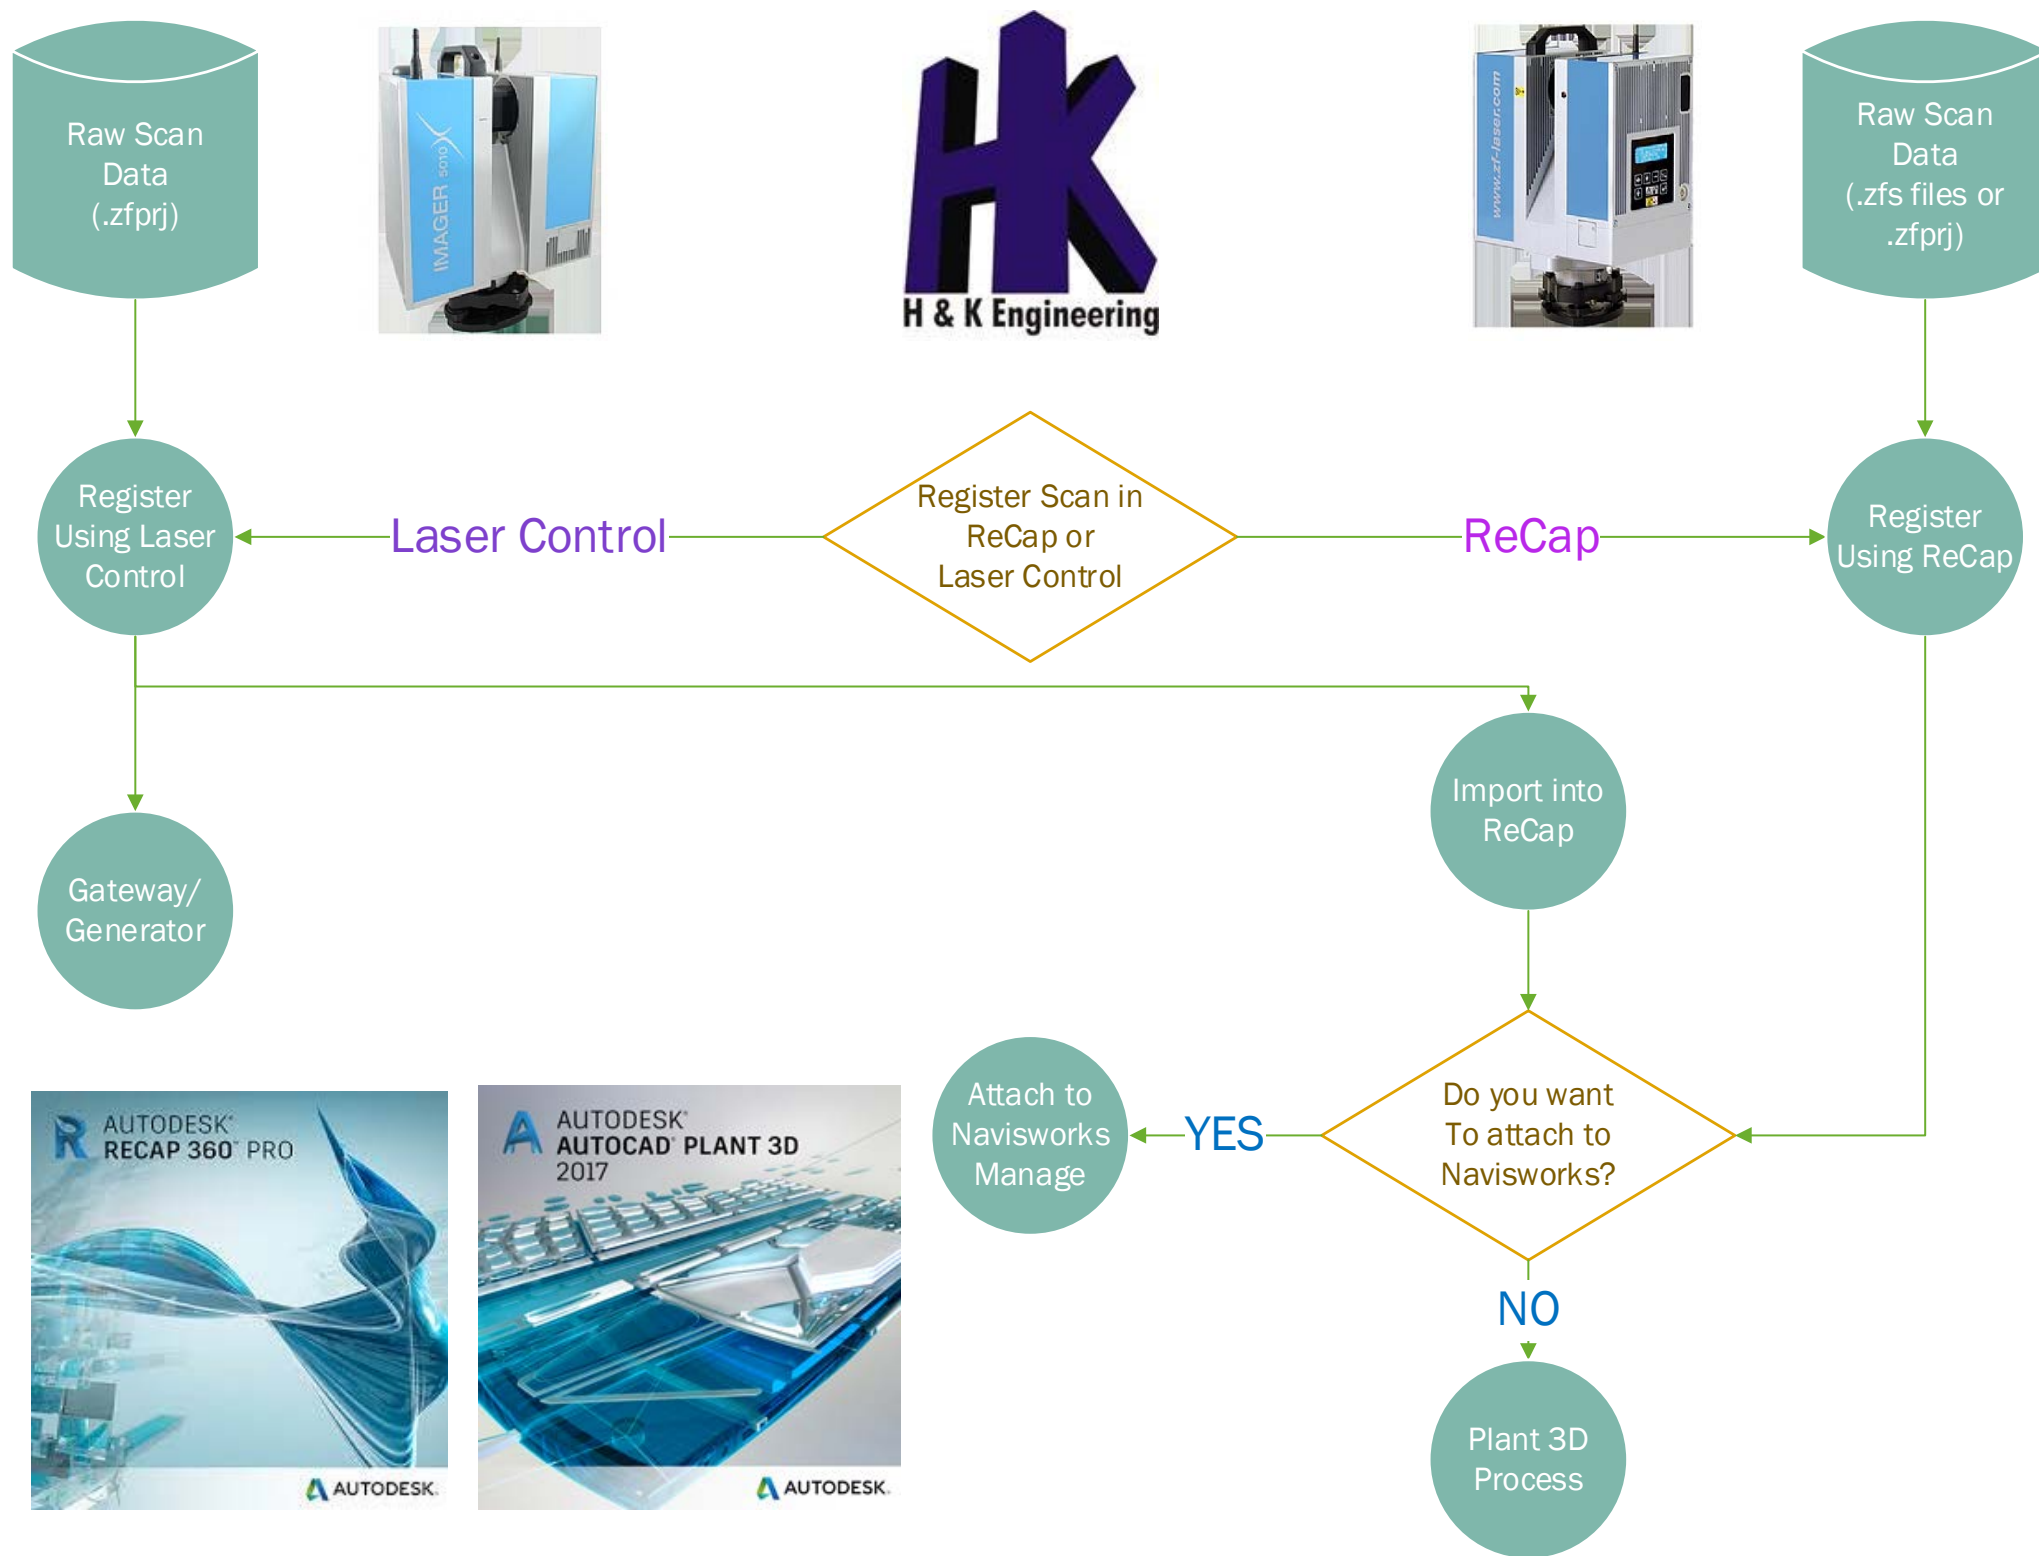 Raw Scan
Data
(.zfprj)
IMAGER 5010
H & K Engineering
www.zf-laser.com
Raw Scan
Data
(.zfs files or
.zfprj)
Register
Using Laser
Control
Laser Control
Register Scan in
ReCap or
Laser Control
ReCap
Register
Using ReCap
Import into
ReCap
Gateway/
Generator
Attach to
Navisworks
Manage
YES
Do you want
To attach to
Navisworks?
NO
Plant 3D
Process
AUTODESK®
RECAP 360™ PRO
AUTODESK.
AUTODESK®
AUTOCAD® PLANT 3D
2017
AUTODESK.